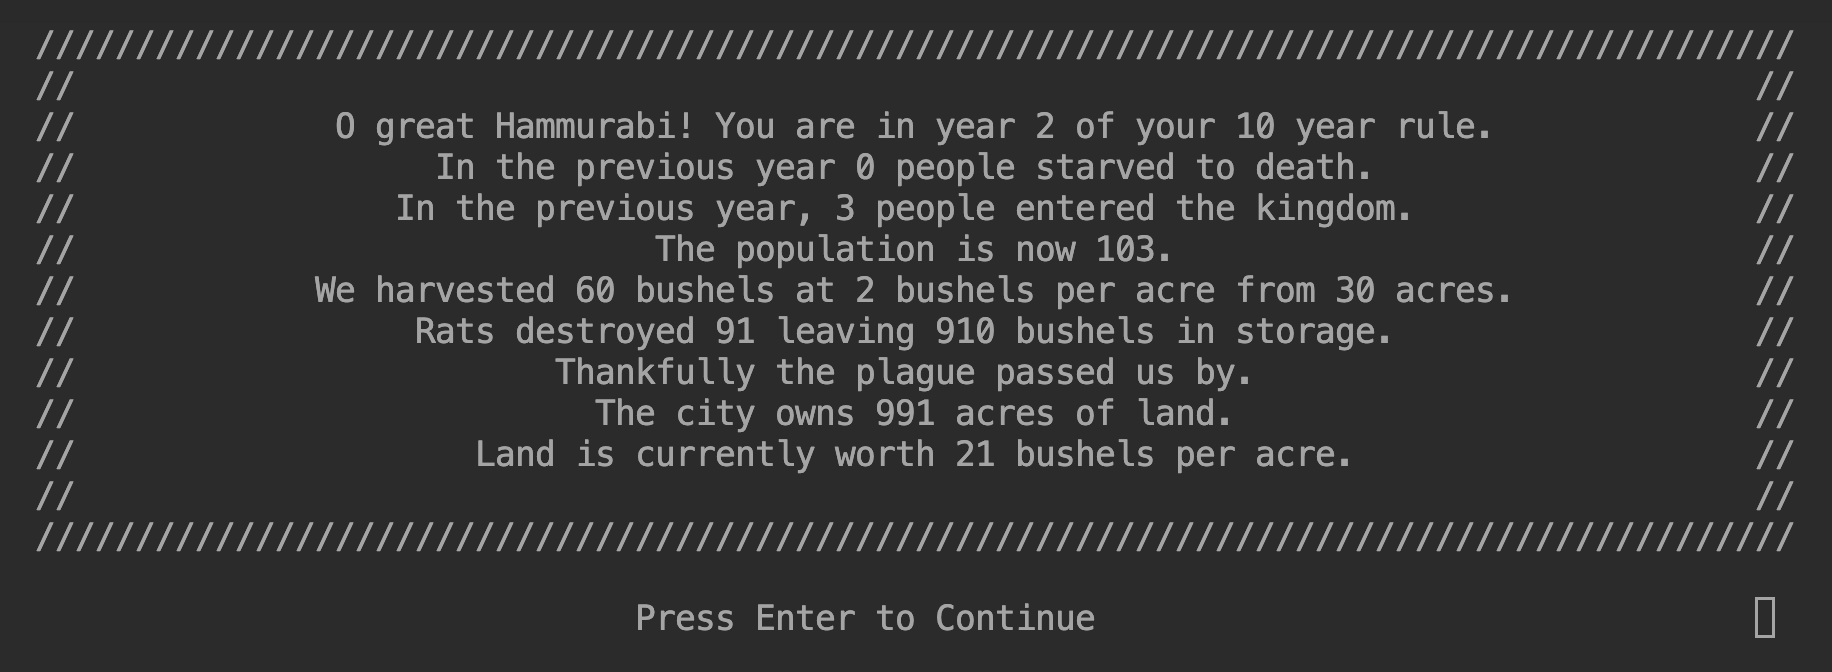 ////////////////////////////////////////////////////////////////////////////////////////
// //
// O great Hammurabi! You are in year 2 of your 10 year rule. //
// In the previous year 0 people starved to death. //
// In the previous year, 3 people entered the kingdom. //
// The population is now 103. //
// We harvested 60 bushels at 2 bushels per acre from 30 acres. //
// Rats destroyed 91 leaving 910 bushels in storage. //
// Thankfully the plague passed us by. //
// The city owns 991 acres of land. //
// Land is currently worth 21 bushels per acre. //
// //
////////////////////////////////////////////////////////////////////////////////////////
Press Enter to Continue